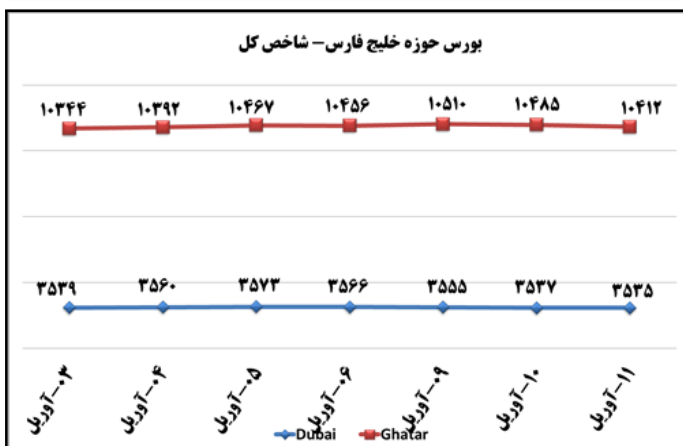 بورس حوزه خلیج فارس– شاخص کل
۱۰۳۴۴ ۱۰۳۹۲ ۱۰۴۶۷ ۱۰۴۵۶ ۱۰۵۱۰ ۱۰۴۸۵ ۱۰۴۱۲
۳۵۳۹ ۳۵۶۰ ۳۵۷۳ ۳۵۶۶ ۳۵۵۵ ۳۵۳۷ ۳۵۳۵
۰۳–آوریل ۰۴–آوریل ۰۵–آوریل ۰۶–آوریل ۰۹–آوریل ۱۰–آوریل ۱۱–آوریل
Dubai Ghatar